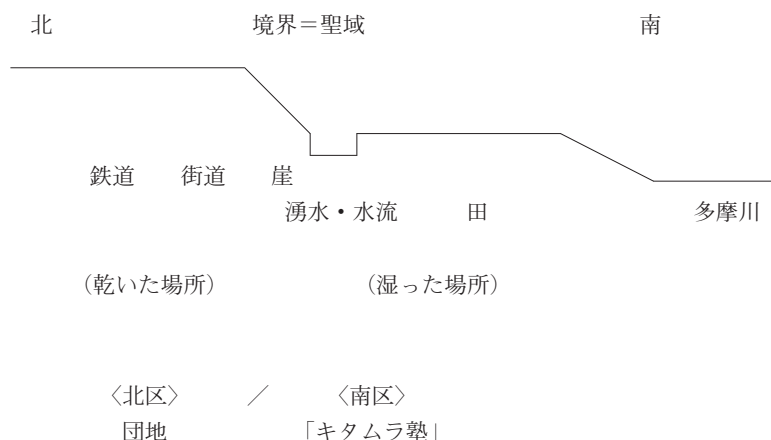 北 境界＝聖域 南
鉄道 街道 崖
湧水・水流 田 多摩川
（乾いた場所） （湿った場所）
〈北区〉 ／ 〈南区〉
団地 「キタムラ塾」